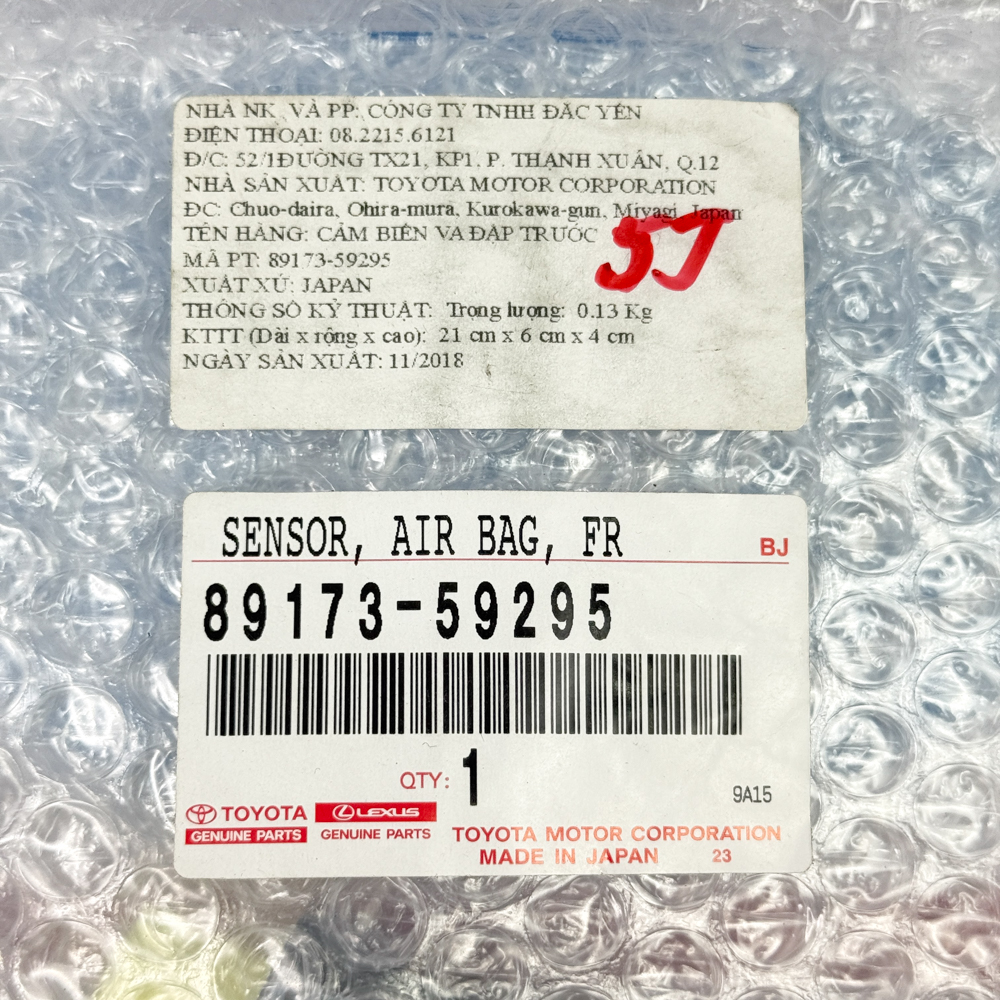 NHÀ NK VÀ PP: CÔNG TY TNHH ĐẮC YẾN
ĐIỆN THOẠI: 08.2215.6121
Đ/C: 52/1ĐƯỜNG TX21, KP1, P. THẠNH XUÂN, Q.12
NHÀ SẢN XUẤT: TOYOTA MOTOR CORPORATION
ĐC: Chuo-daira, Ohira-mura, Kurokawa-gun, Miyagi, Japan
TÊN HÀNG: CẢM BIẾN VA ĐẬP TRƯỚC
MÃ PT: 89173-59295
XUẤT XỨ: JAPAN
THÔNG SỐ KỸ THUẬT: Trọng lượng: 0.13 Kg
KTTT (Dài x rộng x cao): 21 cm x 6 cm x 4 cm
NGÀY SẢN XUẤT: 11/2018
SENSOR, AIR BAG, FR
BJ
89173-59295
QTY: 1
9A15
TOYOTA
GENUINE PARTS
LEXUS
GENUINE PARTS
TOYOTA MOTOR CORPORATION
MADE IN JAPAN 23